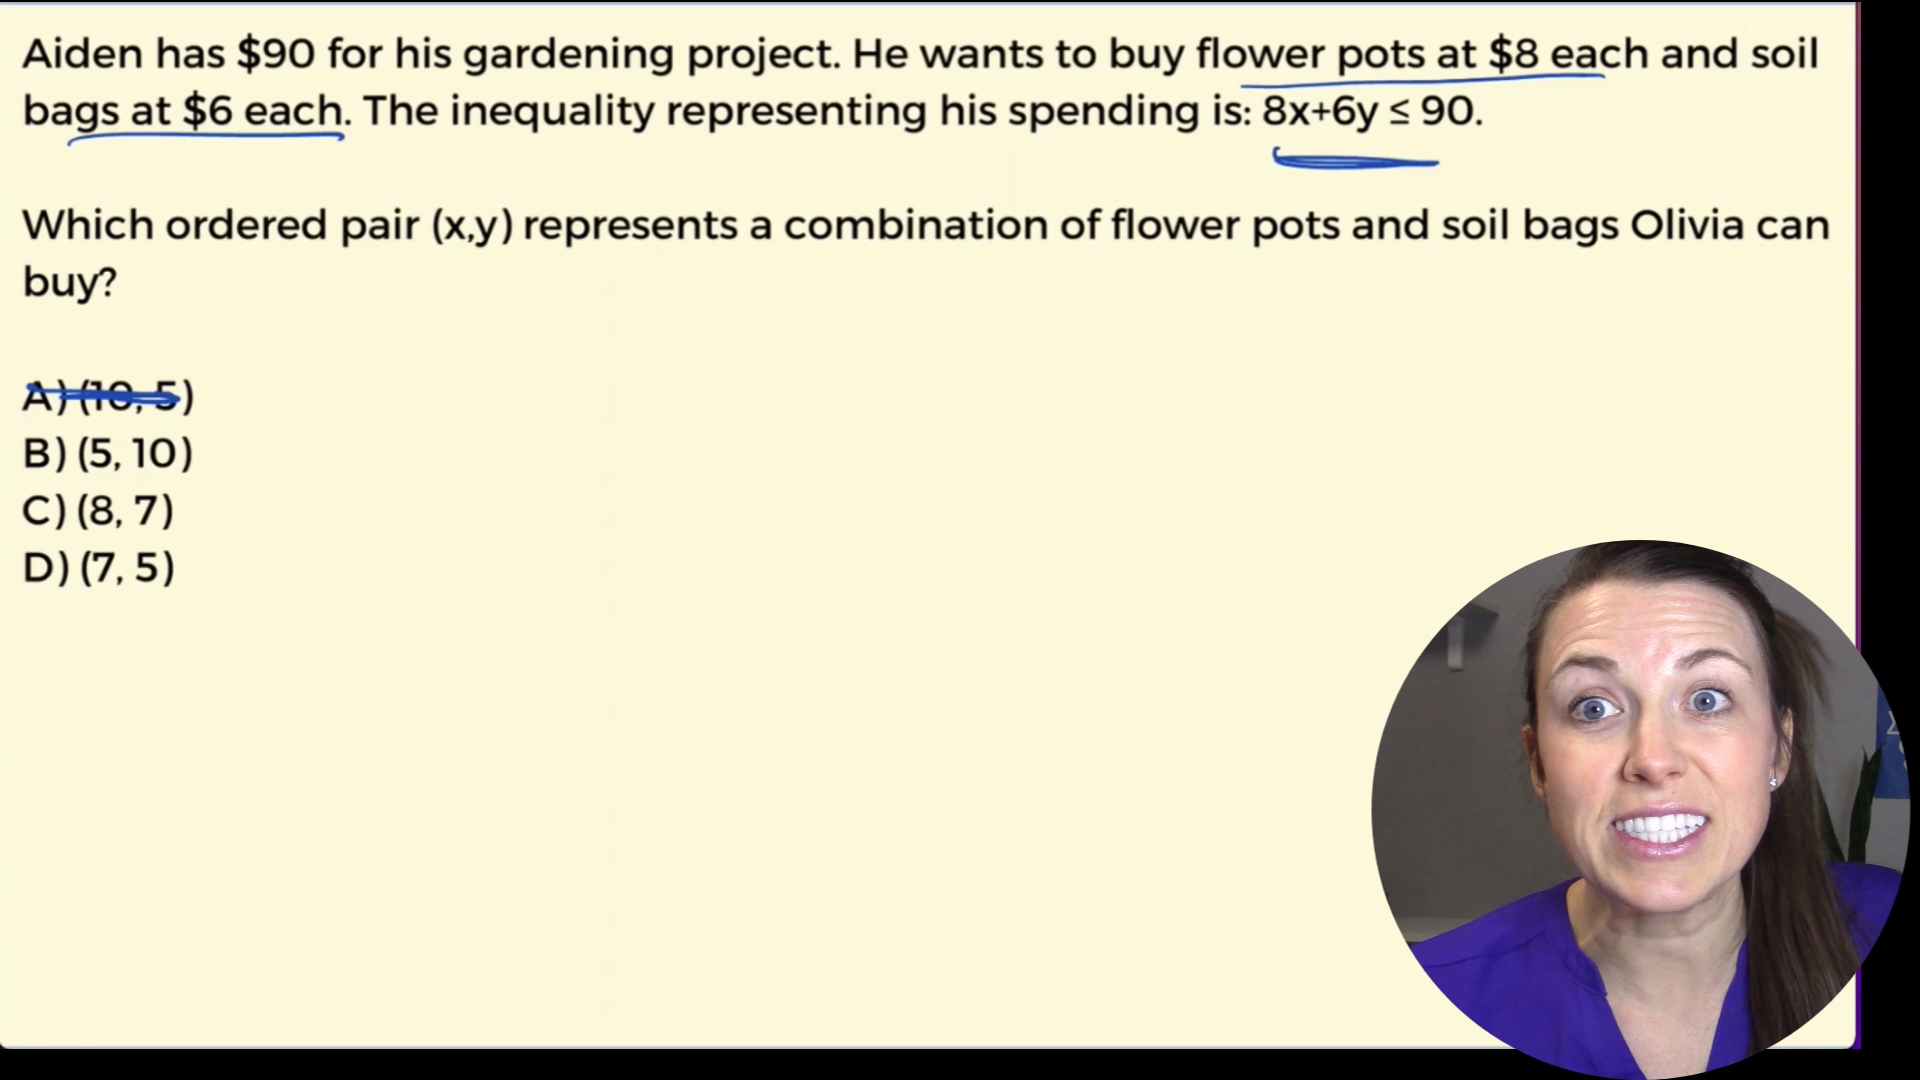 Aiden has $90 for his gardening project. He wants to buy flower pots at $8 each and soil
bags at $6 each. The inequality representing his spending is: 8x+6y ≤ 90.
Which ordered pair (x,y) represents a combination of flower pots and soil bags Olivia can
buy?
A) (10, 5)
B) (5, 10)
C) (8, 7)
D) (7, 5)